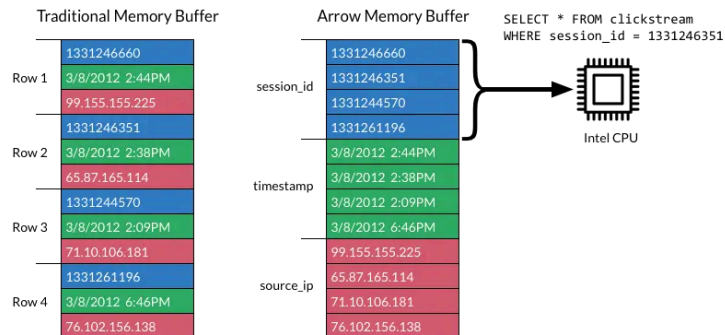 Traditional Memory Buffer
Row 1
1331246660
3/8/2012 2:44PM
99.155.155.225
Row 2
1331246351
3/8/2012 2:38PM
65.87.165.114
Row 3
1331244570
3/8/2012 2:09PM
71.10.106.181
Row 4
1331261196
3/8/2012 6:46PM
76.102.156.138
Arrow Memory Buffer
session_id
1331246660
1331246351
1331244570
1331261196
timestamp
3/8/2012 2:44PM
3/8/2012 2:38PM
3/8/2012 2:09PM
3/8/2012 6:46PM
source_ip
99.155.155.225
65.87.165.114
71.10.106.181
76.102.156.138
SELECT * FROM clickstream
WHERE session_id = 1331246351
Intel CPU